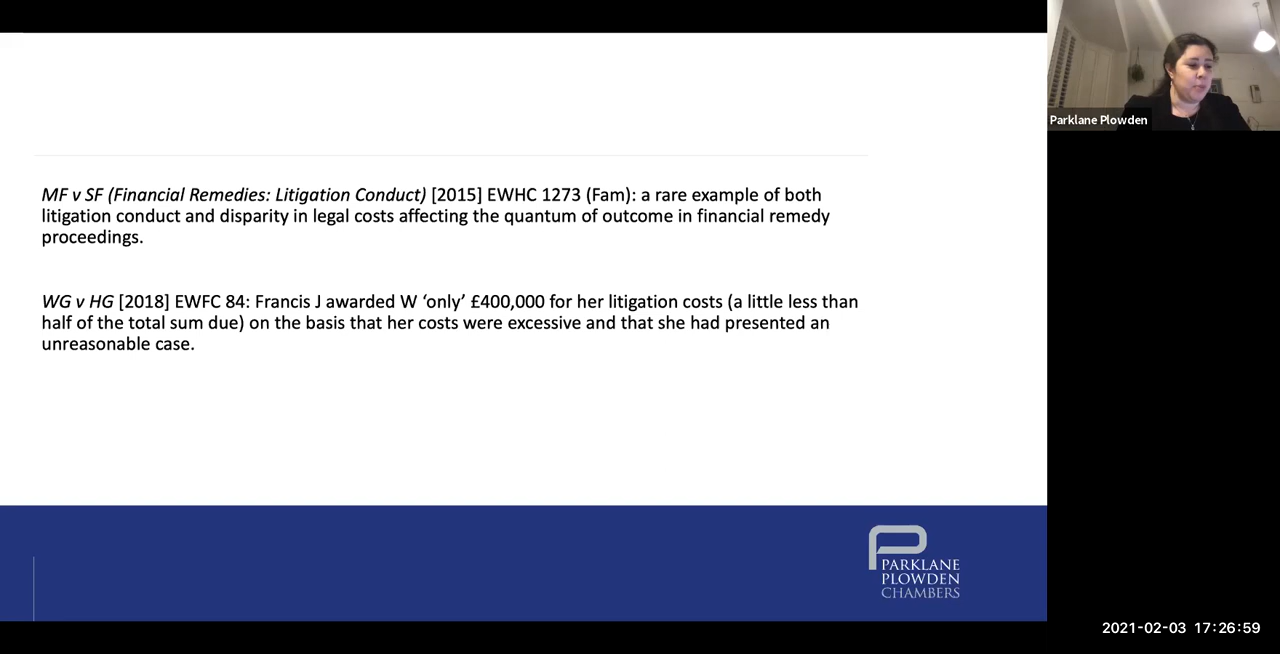 MF v SF (Financial Remedies: Litigation Conduct) [2015] EWHC 1273 (Fam): a rare example of both
litigation conduct and disparity in legal costs affecting the quantum of outcome in financial remedy
proceedings.
WG v HG [2018] EWFC 84: Francis J awarded W ‘only’ £400,000 for her litigation costs (a little less than
half of the total sum due) on the basis that her costs were excessive and that she had presented an
unreasonable case.
PARKLANE
PLOWDEN
CHAMBERS
Parklane Plowden
2021-02-03 17:26:59